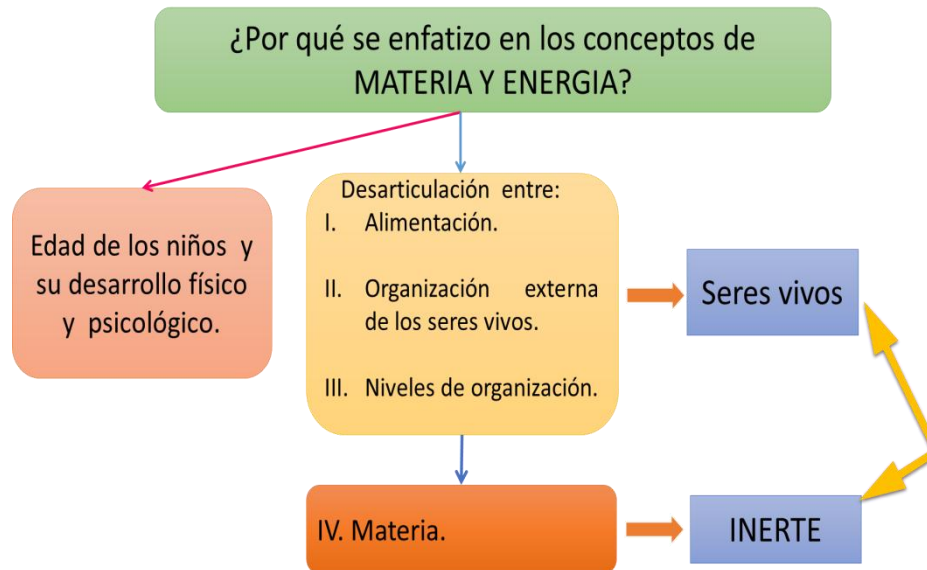 ¿Por qué se enfatizo en los conceptos de
MATERIA Y ENERGIA?
Edad de los niños y
su desarrollo físico
y psicológico.
Desarticulación entre:
I. Alimentación.
II. Organización externa
de los seres vivos.
III. Niveles de organización.
Seres vivos
IV. Materia.
INERTE